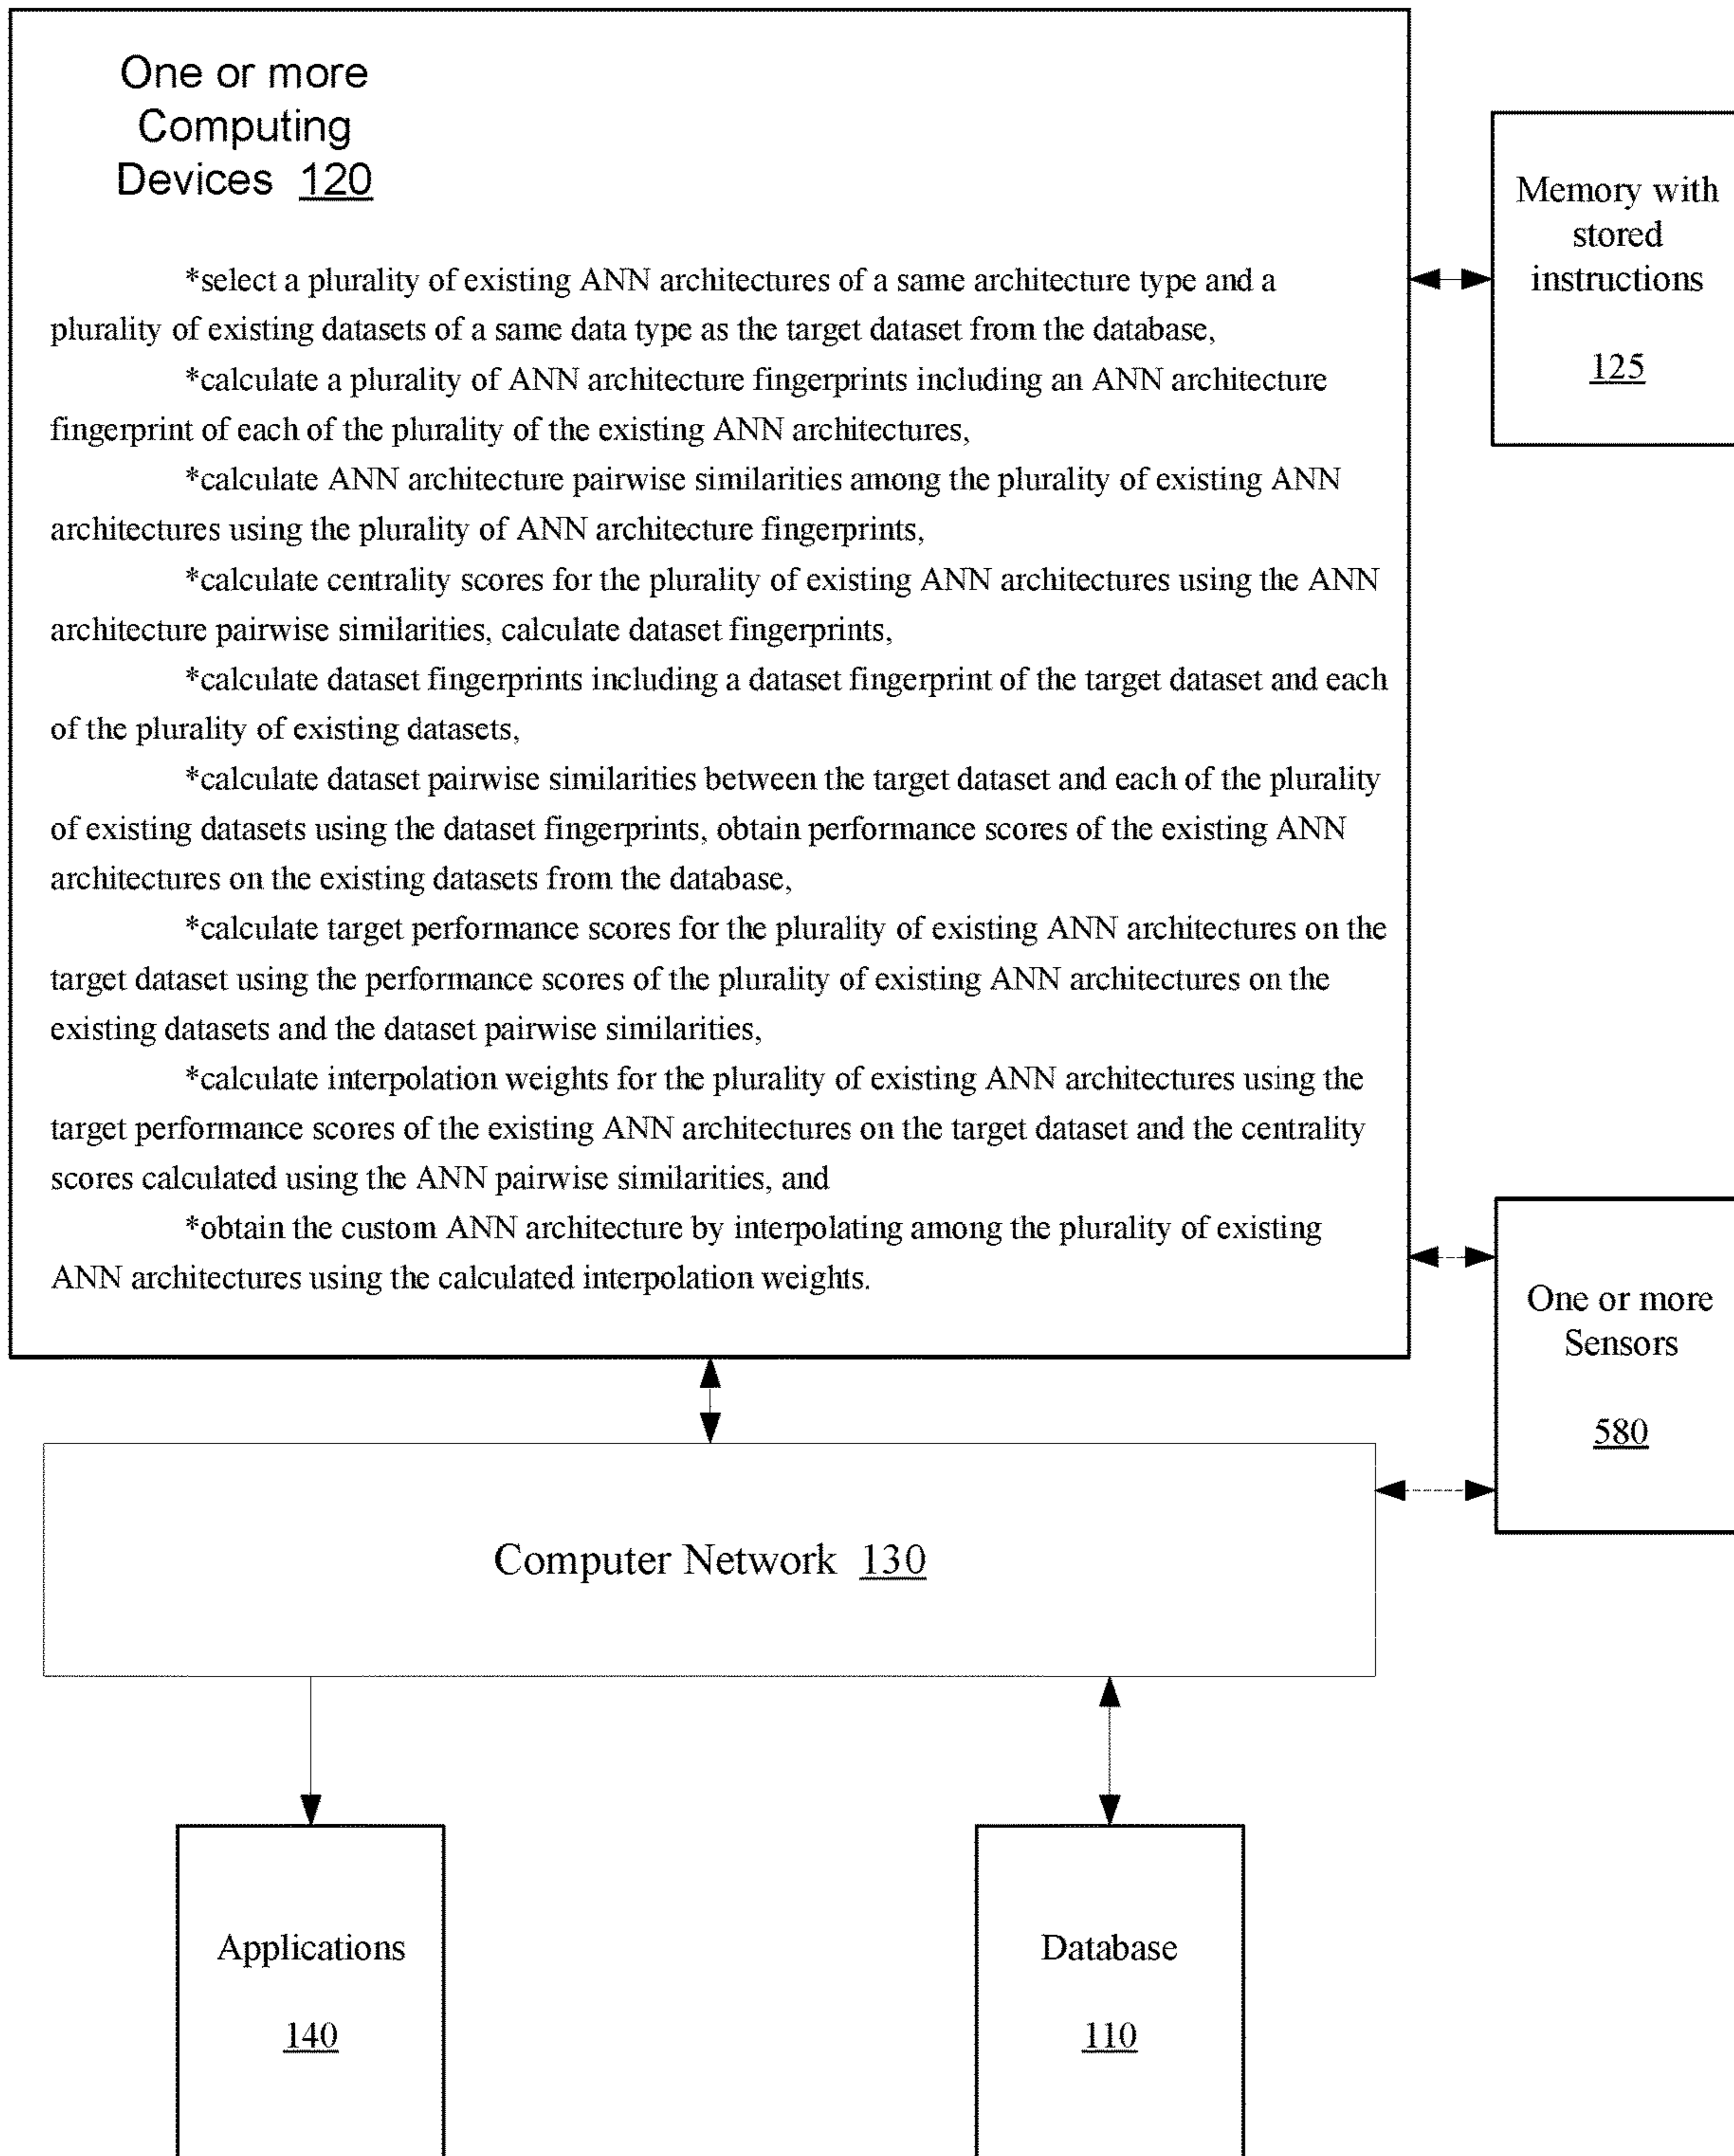 One or more
Computing
Devices 120
*select a plurality of existing ANN architectures of a same architecture type and a
plurality of existing datasets of a same data type as the target dataset from the database,
*calculate a plurality of ANN architecture fingerprints including an ANN architecture
fingerprint of each of the plurality of the existing ANN architectures,
*calculate ANN architecture pairwise similarities among the plurality of existing ANN
architectures using the plurality of ANN architecture fingerprints,
*calculate centrality scores for the plurality of existing ANN architectures using the ANN
architecture pairwise similarities, calculate dataset fingerprints,
*calculate dataset fingerprints including a dataset fingerprint of the target dataset and each
of the plurality of existing datasets,
*calculate dataset pairwise similarities between the target dataset and each of the plurality
of existing datasets using the dataset fingerprints, obtain performance scores of the existing ANN
architectures on the existing datasets from the database,
*calculate target performance scores for the plurality of existing ANN architectures on the
target dataset using the performance scores of the plurality of existing ANN architectures on the
existing datasets and the dataset pairwise similarities,
*calculate interpolation weights for the plurality of existing ANN architectures using the
target performance scores of the existing ANN architectures on the target dataset and the centrality
scores calculated using the ANN pairwise similarities, and
*obtain the custom ANN architecture by interpolating among the plurality of existing
ANN architectures using the calculated interpolation weights.
Memory with
stored
instructions
125
One or more
Sensors
580
Computer Network 130
Applications
140
Database
110